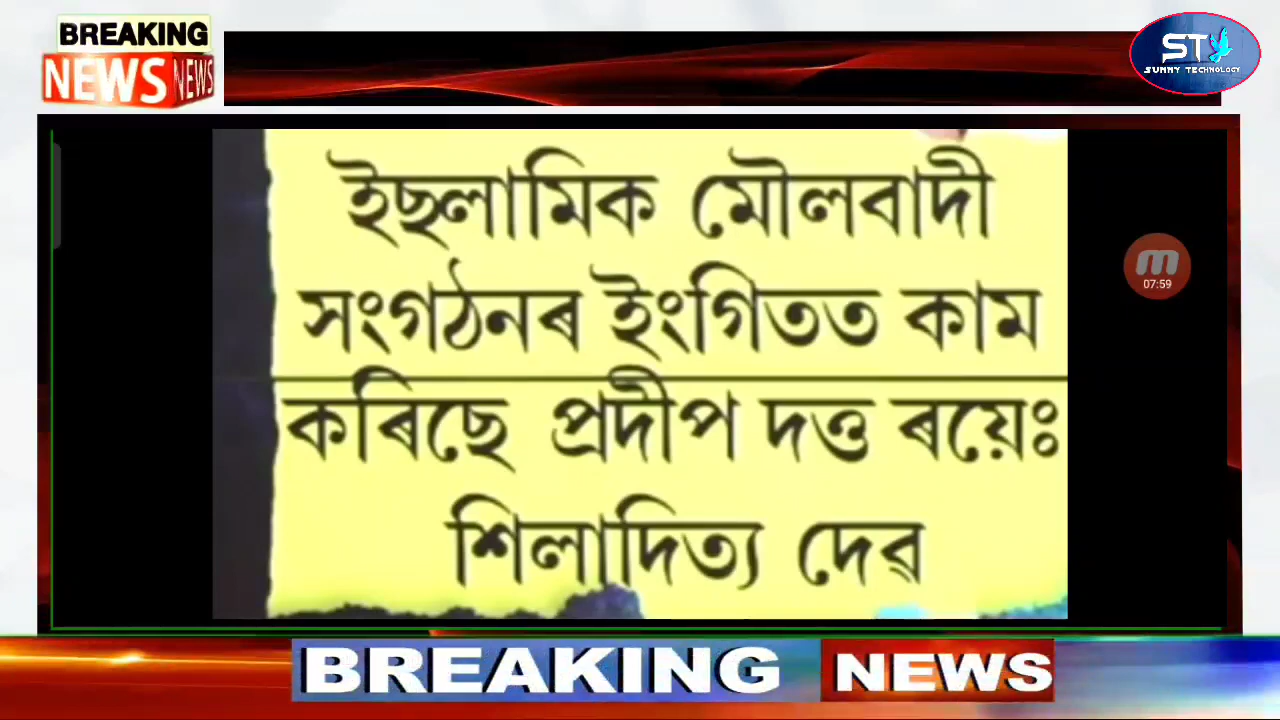 BREAKING
NEWS NEWS
ST
SUNNY TECHNOLOGY
ইছলামিক মৌলবাদী
সংগঠনৰ ইংগিতত কাম
কৰিছে প্ৰদীপ দত্ত ৰয়েঃ
শিলাদিত্য দেৱ
07:59
BREAKING NEWS